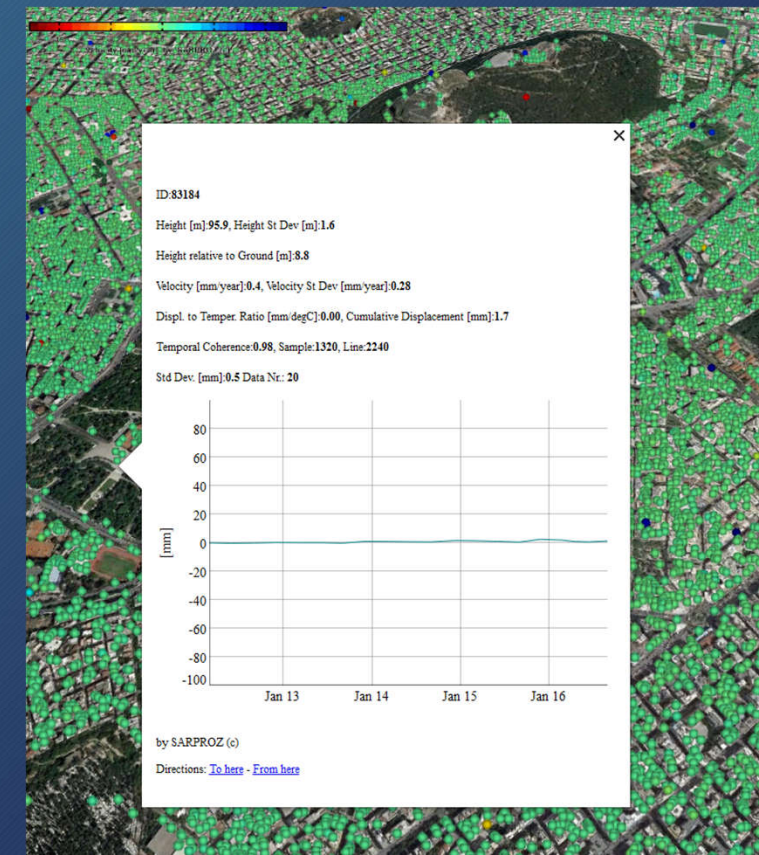 ×
ID:83184
Height [m]:95.9, Height St Dev [m]:1.6
Height relative to Ground [m]:8.8
Velocity [mm/year]:0.4, Velocity St Dev [mm/year]:0.28
Displ. to Temper. Ratio [mm/degC]:0.00, Cumulative Displacement [mm]:1.7
Temporal Coherence:0.98, Sample:1320, Line:2240
Std Dev. [mm]:0.5 Data Nr.: 20
80
60
40
20
0
-20
-40
-60
-80
-100
[mm]
Jan 13 Jan 14 Jan 15 Jan 16
by SARPROZ (c)
Directions: To here - From here